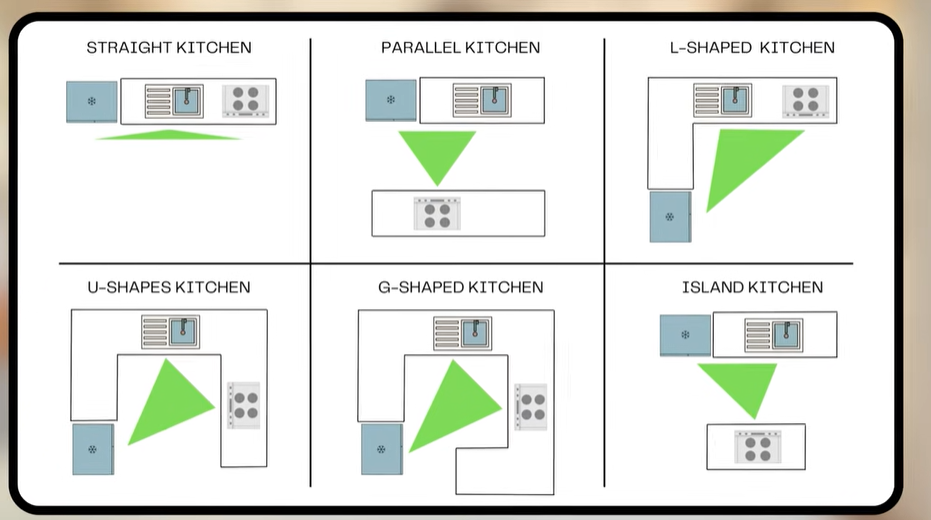 STRAIGHT KITCHEN
PARALLEL KITCHEN
L-SHAPED KITCHEN
U-SHAPES KITCHEN
G-SHAPED KITCHEN
ISLAND KITCHEN